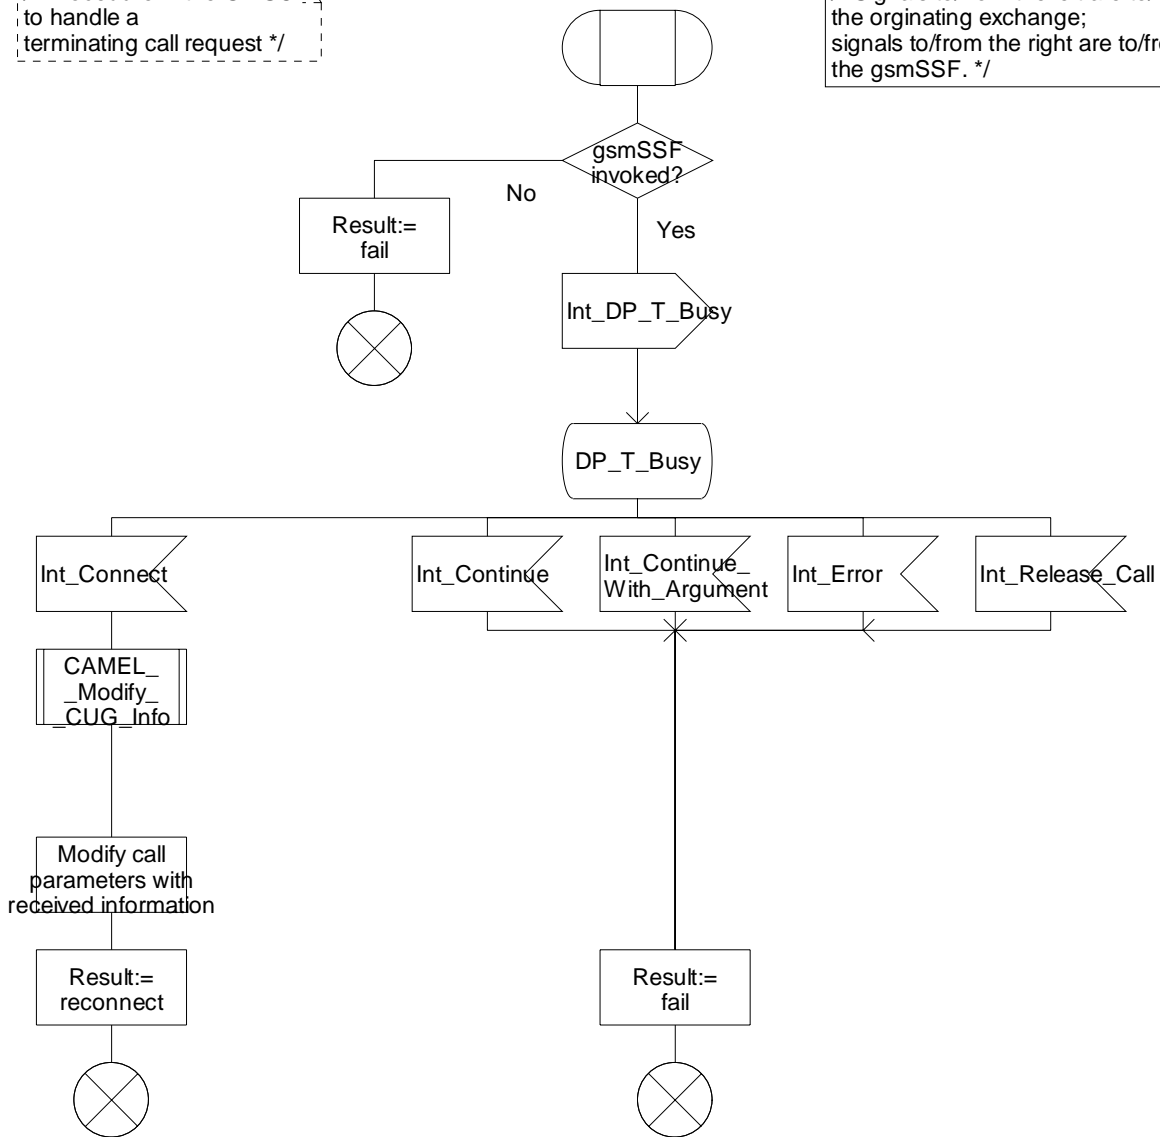 to handle a
terminating call request */
the orginating exchange;
signals to/from the right are to/fr
the gsmSSF. */
gsmSSF
invoked?
No
Yes
Result:=
fail
Int_DP_T_Busy
DP_T_Busy
Int_Connect
Int_Continue
Int_Continue_
With_Argument
Int_Error
Int_Release_Call
CAMEL_
_Modify_
_CUG_Info
Modify call
parameters with
received information
Result:=
reconnect
Result:=
fail